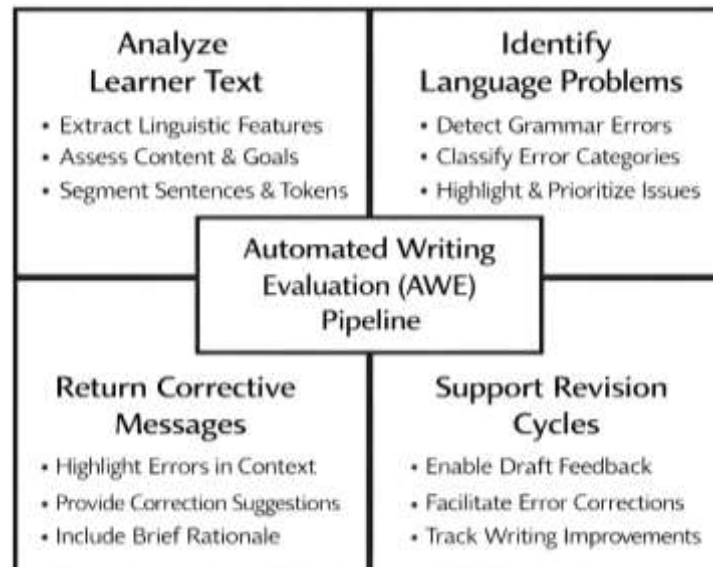 Analyze
Learner Text
• Extract Linguistic Features
• Assess Content & Goals
• Segment Sentences & Tokens
Identify
Language Problems
• Detect Grammar Errors
• Classify Error Categories
• Highlight & Prioritize Issues
Automated Writing
Evaluation (AWE)
Pipeline
Return Corrective
Messages
• Highlight Errors in Context
• Provide Correction Suggestions
• Include Brief Rationale
Support Revision
Cycles
• Enable Draft Feedback
• Facilitate Error Corrections
• Track Writing Improvements